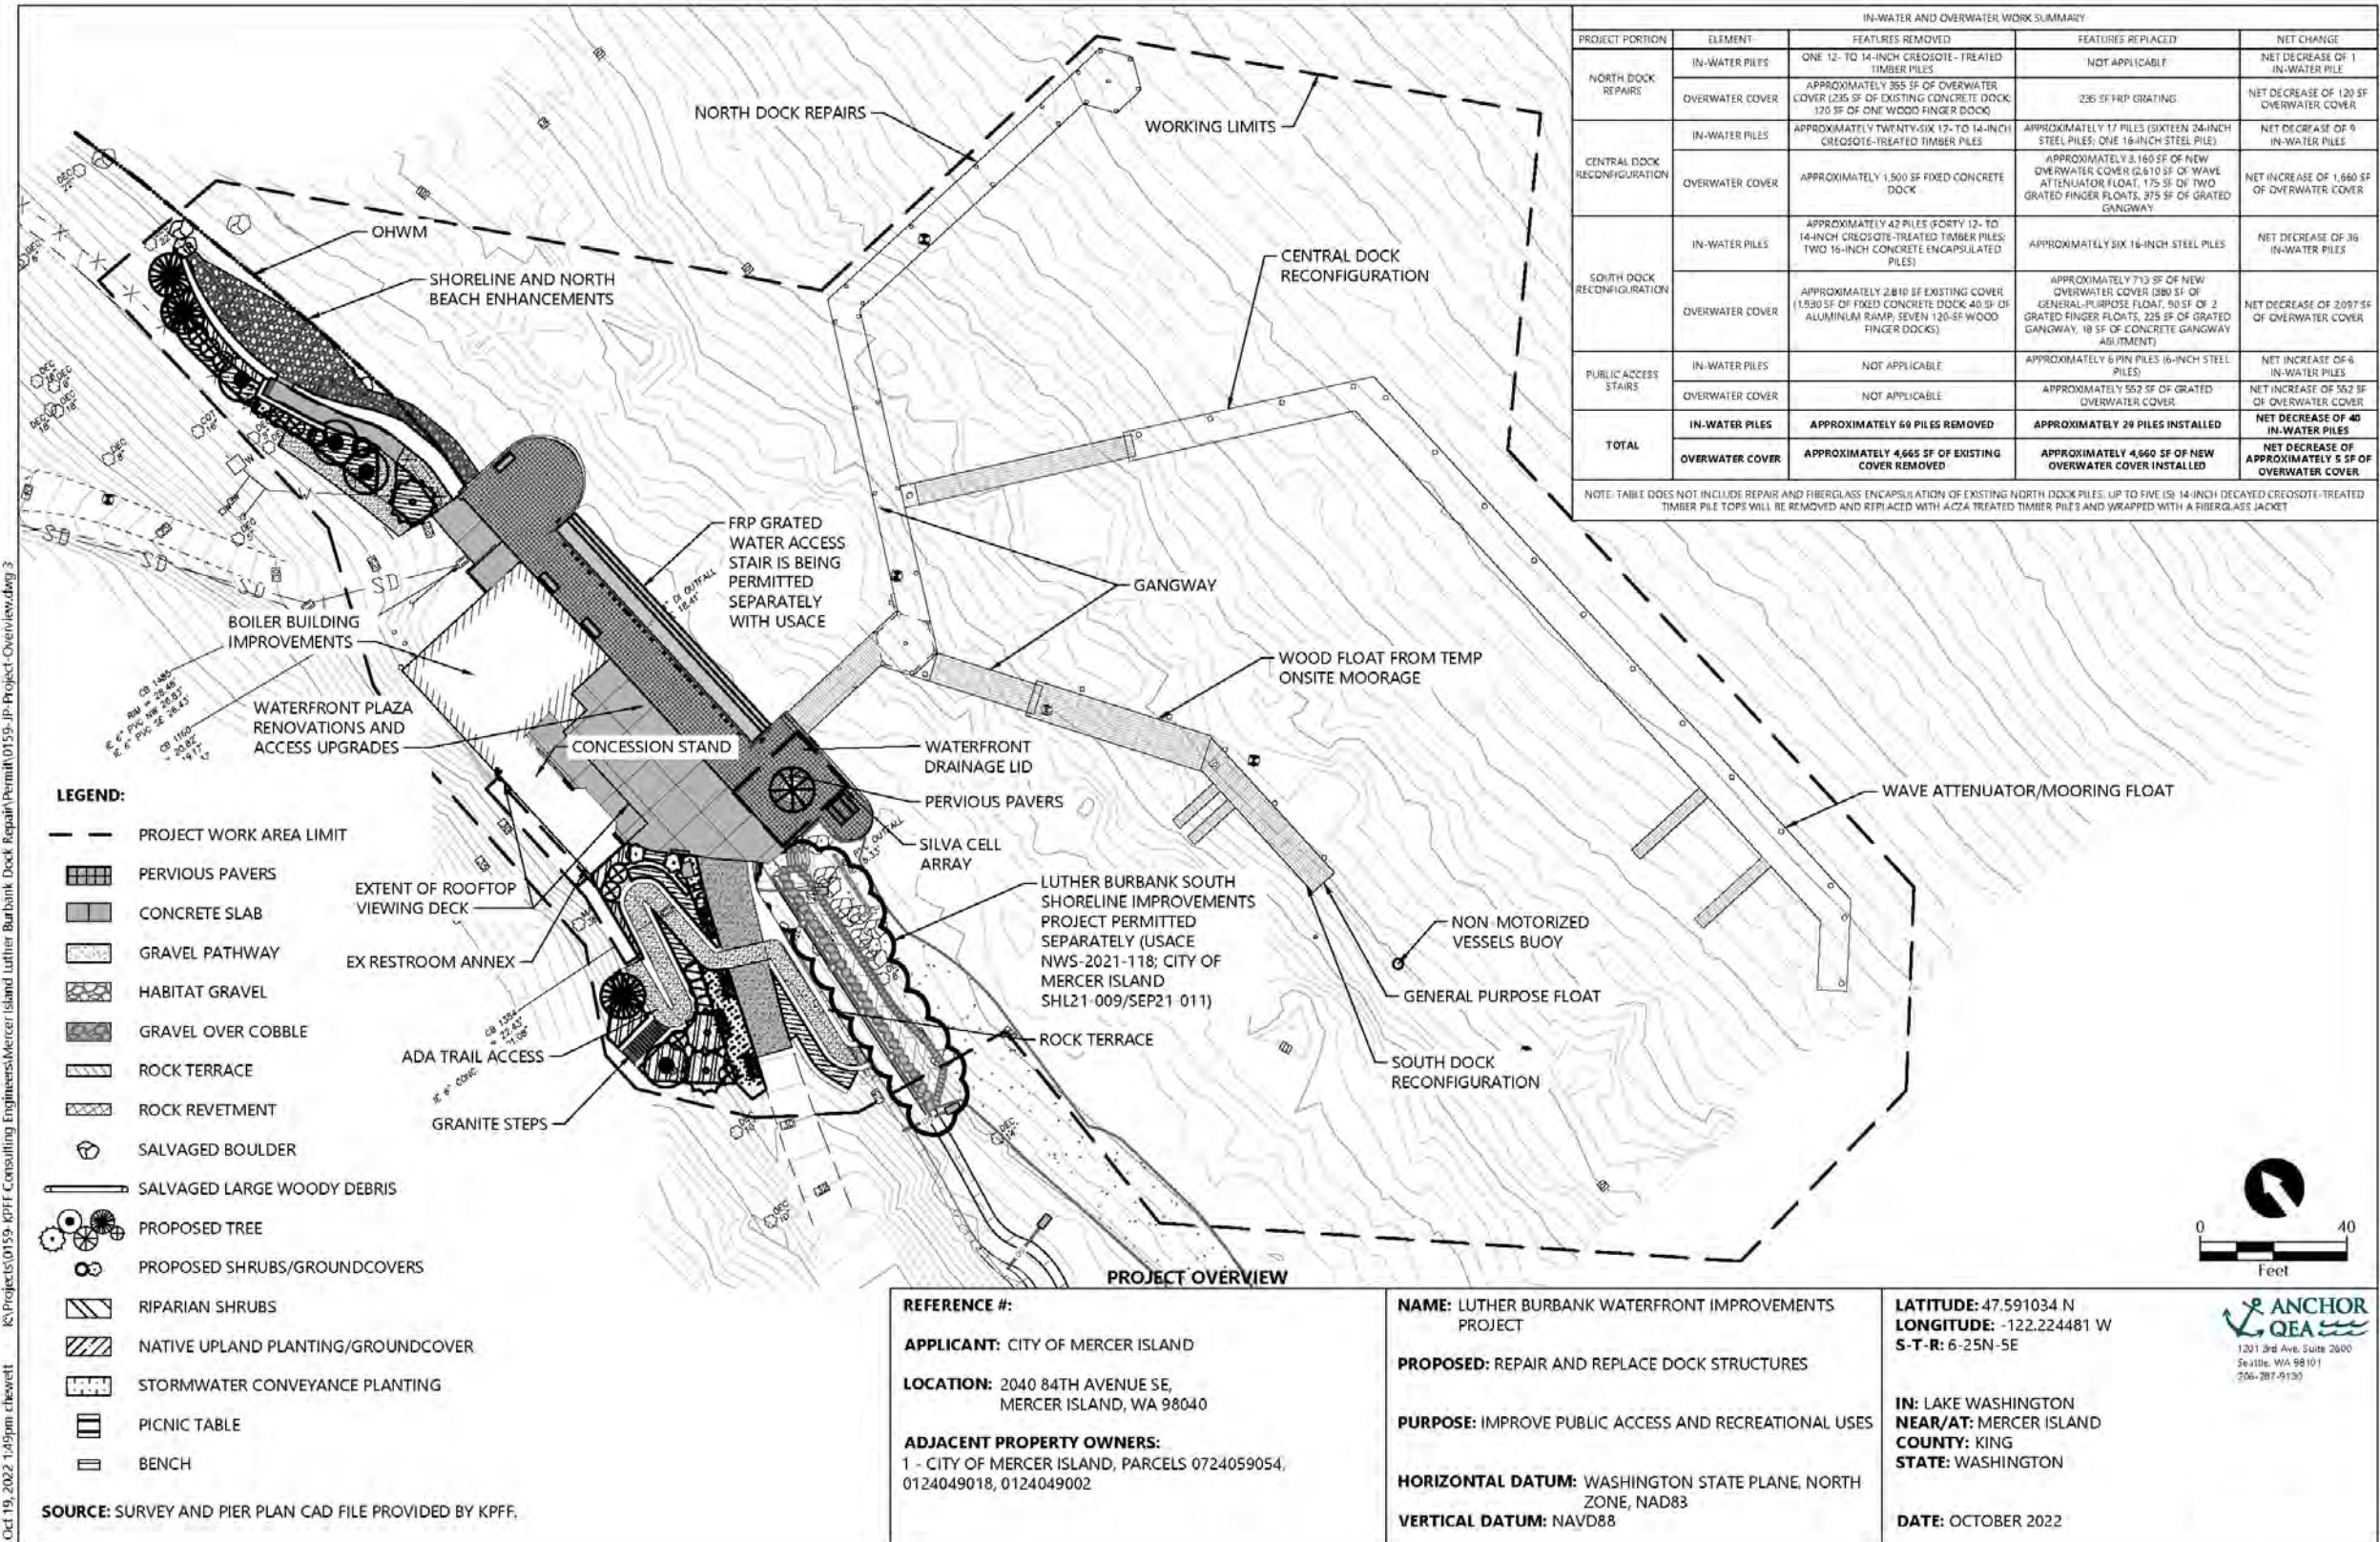 IN-WATER AND OVERWATER WORK SUMMARY
PROJECT PORTION ELEMENT FEATURES REMOVED FEATURES REPLACED NET CHANGE
NORTH DOCK
REPAIRS
IN-WATER PILES
ONE 12- TO 14-INCH CREOSOTE-TREATED
TIMBER PILES
NOT APPLICABLE
NET DECREASE OF 1
IN-WATER PILE
OVERWATER COVER
APPROXIMATELY 355 SF OF OVERWATER
COVER (235 SF OF EXISTING CONCRETE DOCK;
120 SF OF ONE WOOD FINGER DOCK)
235 SF FRP GRATING
NET DECREASE OF 120 SF
OVERWATER COVER
CENTRAL DOCK
RECONFIGURATION
IN-WATER PILES
APPROXIMATELY TWENTY-SIX 12- TO 14-INCH
CREOSOTE-TREATED TIMBER PILES
APPROXIMATELY 17 PILES (SIXTEEN 24-INCH
STEEL PILES; ONE 16-INCH STEEL PILE)
NET DECREASE OF 9
IN-WATER PILES
OVERWATER COVER
APPROXIMATELY 1,500 SF FIXED CONCRETE
DOCK
APPROXIMATELY 3,160 SF OF NEW
OVERWATER COVER (2,610 SF OF WAVE
ATTENUATOR FLOAT, 175 SF OF TWO
GRATED FINGER FLOATS, 375 SF OF GRATED
GANGWAY
NET INCREASE OF 1,660 SF
OF OVERWATER COVER
SOUTH DOCK
RECONFIGURATION
IN-WATER PILES
APPROXIMATELY 42 PILES (FORTY 12- TO
14-INCH CREOSOTE-TREATED TIMBER PILES;
TWO 16-INCH CONCRETE ENCAPSULATED
PILES)
APPROXIMATELY SIX 16-INCH STEEL PILES
NET DECREASE OF 36
IN-WATER PILES
OVERWATER COVER
APPROXIMATELY 2,810 SF EXISTING COVER
(1,930 SF OF FIXED CONCRETE DOCK; 40 SF OF
ALUMINUM RAMP; SEVEN 120-SF WOOD
FINGER DOCKS)
APPROXIMATELY 713 SF OF NEW
OVERWATER COVER (380 SF OF
GENERAL-PURPOSE FLOAT, 90 SF OF 2
GRATED FINGER FLOATS, 225 SF OF GRATED
GANGWAY, 18 SF OF CONCRETE GANGWAY
ABUTMENT)
NET DECREASE OF 2,097 SF
OF OVERWATER COVER
PUBLIC ACCESS
STAIRS
IN-WATER PILES
NOT APPLICABLE
APPROXIMATELY 6 PIN PILES (6-INCH STEEL
PILES)
NET INCREASE OF 6
IN-WATER PILES
OVERWATER COVER
NOT APPLICABLE
APPROXIMATELY 552 SF OF GRATED
OVERWATER COVER
NET INCREASE OF 552 SF
OF OVERWATER COVER
TOTAL
IN-WATER PILES
APPROXIMATELY 69 PILES REMOVED
APPROXIMATELY 29 PILES INSTALLED
NET DECREASE OF 40
IN-WATER PILES
OVERWATER COVER
APPROXIMATELY 4,665 SF OF EXISTING
COVER REMOVED
APPROXIMATELY 4,660 SF OF NEW
OVERWATER COVER INSTALLED
NET DECREASE OF
APPROXIMATELY 5 SF OF
OVERWATER COVER
NOTE: TABLE DOES NOT INCLUDE REPAIR AND FIBERGLASS ENCAPSULATION OF EXISTING NORTH DOCK PILES. UP TO FIVE (5) 14-INCH DECAYED CREOSOTE-TREATED
TIMBER PILE TOPS WILL BE REMOVED AND REPLACED WITH ACZA TREATED TIMBER PILES AND WRAPPED WITH A FIBERGLASS JACKET
NORTH DOCK REPAIRS
WORKING LIMITS
OHWM
SHORELINE AND NORTH
BEACH ENHANCEMENTS
CENTRAL DOCK
RECONFIGURATION
FRP GRATED
WATER ACCESS
STAIR IS BEING
PERMITTED
SEPARATELY
WITH USACE
GANGWAY
BOILER BUILDING
IMPROVEMENTS
WOOD FLOAT FROM TEMP
ONSITE MOORAGE
WATERFRONT PLAZA
RENOVATIONS AND
ACCESS UPGRADES
CONCESSION STAND
WATERFRONT
DRAINAGE LID
PERVIOUS PAVERS
WAVE ATTENUATOR/MOORING FLOAT
SILVA CELL
ARRAY
EXTENT OF ROOFTOP
VIEWING DECK
LUTHER BURBANK SOUTH
SHORELINE IMPROVEMENTS
PROJECT PERMITTED
SEPARATELY (USACE
NWS-2021-118; CITY OF
MERCER ISLAND
SHL21-009/SEP21-011)
NON-MOTORIZED
VESSELS BUOY
EX RESTROOM ANNEX
GENERAL PURPOSE FLOAT
ROCK TERRACE
ADA TRAIL ACCESS
SOUTH DOCK
RECONFIGURATION
GRANITE STEPS
SD
SD
SD
SD
LEGEND:
PROJECT WORK AREA LIMIT
PERVIOUS PAVERS
CONCRETE SLAB
GRAVEL PATHWAY
HABITAT GRAVEL
GRAVEL OVER COBBLE
ROCK TERRACE
ROCK REVETMENT
SALVAGED BOULDER
SALVAGED LARGE WOODY DEBRIS
PROPOSED TREE
PROPOSED SHRUBS/GROUNDCOVERS
RIPARIAN SHRUBS
NATIVE UPLAND PLANTING/GROUNDCOVER
STORMWATER CONVEYANCE PLANTING
PICNIC TABLE
BENCH
SOURCE: SURVEY AND PIER PLAN CAD FILE PROVIDED BY KPFF.
0 40
Feet
PROJECT OVERVIEW
REFERENCE #:
APPLICANT: CITY OF MERCER ISLAND
LOCATION: 2040 84TH AVENUE SE,
MERCER ISLAND, WA 98040
ADJACENT PROPERTY OWNERS:
1 - CITY OF MERCER ISLAND, PARCELS 0724059054,
0124049018, 0124049002
NAME: LUTHER BURBANK WATERFRONT IMPROVEMENTS
PROJECT
PROPOSED: REPAIR AND REPLACE DOCK STRUCTURES
PURPOSE: IMPROVE PUBLIC ACCESS AND RECREATIONAL USES
HORIZONTAL DATUM: WASHINGTON STATE PLANE, NORTH
ZONE, NAD83
VERTICAL DATUM: NAVD88
LATITUDE: 47.591034 N
LONGITUDE: -122.224481 W
S-T-R: 6-25N-5E
IN: LAKE WASHINGTON
NEAR/AT: MERCER ISLAND
COUNTY: KING
STATE: WASHINGTON
DATE: OCTOBER 2022
ANCHOR
QEA
1201 3rd Ave, Suite 2600
Seattle, WA 98101
206-287-9130
Oct 19, 2022 1:49pm chewett K:\Projects\0159-KPFF Consulting Engineers\Mercer Island Luther Burbank Dock Repair\Permit\0159-JP-Project-Overview.dwg 3